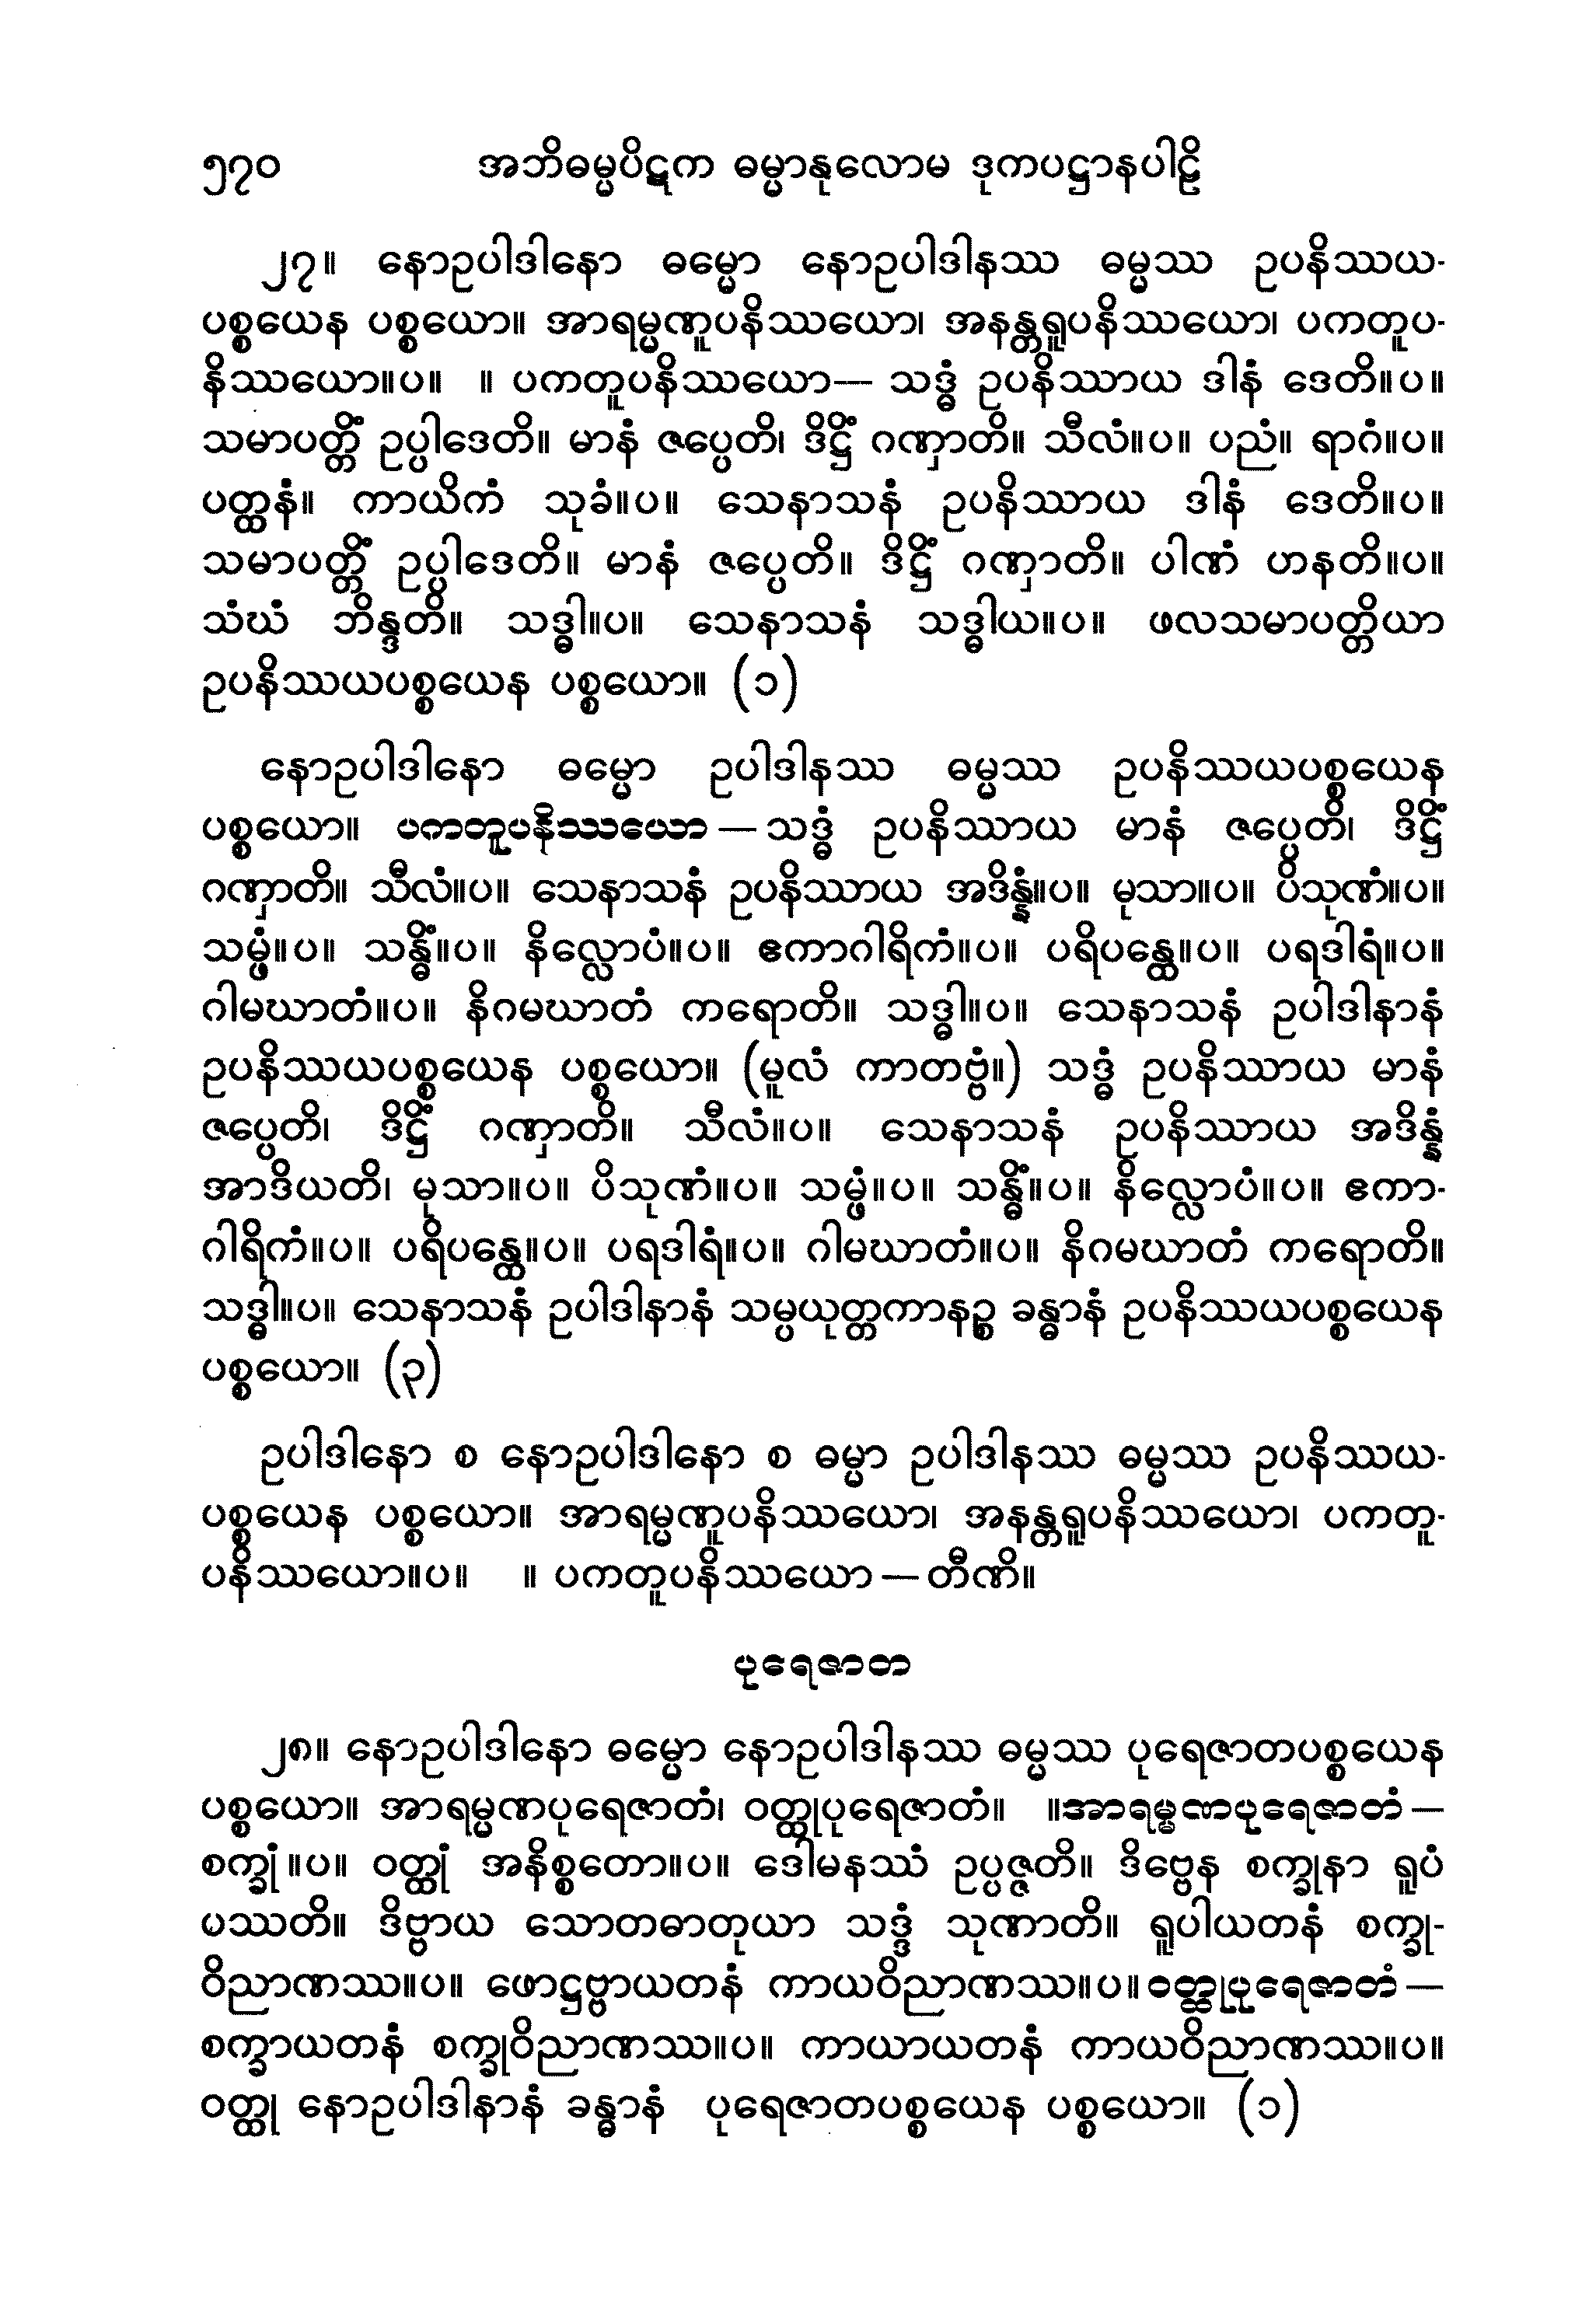 ၅၇၀ အဘိဓမ္မပိဋက ဓမ္မာနုလောမ ဒုကပဋ္ဌာနပါဠိ
၂၇။ နောဥပါဒါနော ဓမ္မော နောဥပါဒါနဿ ဓမ္မဿ ဥပနိဿယ-
ပစ္စယေန ပစ္စယော။ အာရမ္မဏူပနိဿယော၊ အနန္တရူပနိဿယော၊ ပကတူပ-
နိဿယော။ပ။ ။ ပကတူပနိဿယော— သဒ္ဓံ ဥပနိဿာယ ဒါနံ ဒေတိ။ပ။
သမာပတ္တိံ ဥပ္ပါဒေတိ။ မာနံ ဇပ္ပေတိ၊ ဒိဋ္ဌိံ ဂဏှာတိ။ သီလံ။ပ။ ပညံ။ ရာဂံ။ပ။
ပတ္ထနံ။ ကာယိကံ သုခံ။ပ။ သေနာသနံ ဥပနိဿာယ ဒါနံ ဒေတိ။ပ။
သမာပတ္တိံ ဥပ္ပါဒေတိ။ မာနံ ဇပ္ပေတိ။ ဒိဋ္ဌိံ ဂဏှာတိ။ ပါဏံ ဟနတိ။ပ။
သံဃံ ဘိန္ဒတိ။ သဒ္ဓါ။ပ။ သေနာသနံ သဒ္ဓါယ။ပ။ ဖလသမာပတ္တိယာ
ဥပနိဿယပစ္စယေန ပစ္စယော။ (၁)
နောဥပါဒါနော ဓမ္မော ဥပါဒါနဿ ဓမ္မဿ ဥပနိဿယပစ္စယေန
ပစ္စယော။ ပကတူပနိဿယော — သဒ္ဓံ ဥပနိဿာယ မာနံ ဇပ္ပေတိ၊ ဒိဋ္ဌိံ
ဂဏှာတိ။ သီလံ။ပ။ သေနာသနံ ဥပနိဿာယ အဒိန္နံ။ပ။ မုသာ။ပ။ ပိသုဏံ။ပ။
သမ္ဖံ။ပ။ သန္ဓိံ။ပ။ နိလ္လောပံ။ပ။ ဧကာဂါရိကံ။ပ။ ပရိပန္ထေ။ပ။ ပရဒါရံ။ပ။
ဂါမဃာတံ။ပ။ နိဂမဃာတံ ကရောတိ။ သဒ္ဓါ။ပ။ သေနာသနံ ဥပါဒါနာနံ
ဥပနိဿယပစ္စယေန ပစ္စယော။ (မူလံ ကာတဗ္ဗံ။) သဒ္ဓံ ဥပနိဿာယ မာနံ
ဇပ္ပေတိ၊ ဒိဋ္ဌိံ ဂဏှာတိ။ သီလံ။ပ။ သေနာသနံ ဥပနိဿာယ အဒိန္နံ
အာဒိယတိ၊ မုသာ။ပ။ ပိသုဏံ။ပ။ သမ္ဖံ။ပ။ သန္ဓိံ။ပ။ နိလ္လောပံ။ပ။ ဧကာ-
ဂါရိကံ။ပ။ ပရိပန္ထေ။ပ။ ပရဒါရံ။ပ။ ဂါမဃာတံ။ပ။ နိဂမဃာတံ ကရောတိ။
သဒ္ဓါ။ပ။ သေနာသနံ ဥပါဒါနာနံ သမ္ပယုတ္တကာနဉ္စ ခန္ဓာနံ ဥပနိဿယပစ္စယေန
ပစ္စယော။ (၃)
ဥပါဒါနော စ နောဥပါဒါနော စ ဓမ္မာ ဥပါဒါနဿ ဓမ္မဿ ဥပနိဿယ-
ပစ္စယေန ပစ္စယော။ အာရမ္မဏူပနိဿယော၊ အနန္တရူပနိဿယော၊ ပကတူ-
ပနိဿယော။ပ။ ။ ပကတူပနိဿယော — တီဏိ။
ပုရေဇာတ
၂၈။ နောဥပါဒါနော ဓမ္မော နောဥပါဒါနဿ ဓမ္မဿ ပုရေဇာတပစ္စယေန
ပစ္စယော။ အာရမ္မဏပုရေဇာတံ၊ ဝတ္ထုပုရေဇာတံ။ ။အာရမ္မဏပုရေဇာတံ —
စက္ခုံ။ပ။ ဝတ္ထုံ အနိစ္စတော။ပ။ ဒေါမနဿံ ဥပ္ပဇ္ဇတိ။ ဒိဗ္ဗေန စက္ခုနာ ရူပံ
ပဿတိ။ ဒိဗ္ဗာယ သောတဓာတုယာ သဒ္ဒံ သုဏာတိ။ ရူပါယတနံ စက္ခု-
ဝိညာဏဿ။ပ။ ဖောဋ္ဌဗ္ဗာယတနံ ကာယဝိညာဏဿ။ပ။ ဝတ္ထုပုရေဇာတံ —
စက္ခာယတနံ စက္ခုဝိညာဏဿ။ပ။ ကာယာယတနံ ကာယဝိညာဏဿ။ပ။
ဝတ္ထု နောဥပါဒါနာနံ ခန္ဓာနံ ပုရေဇာတပစ္စယေန ပစ္စယော။ (၁)